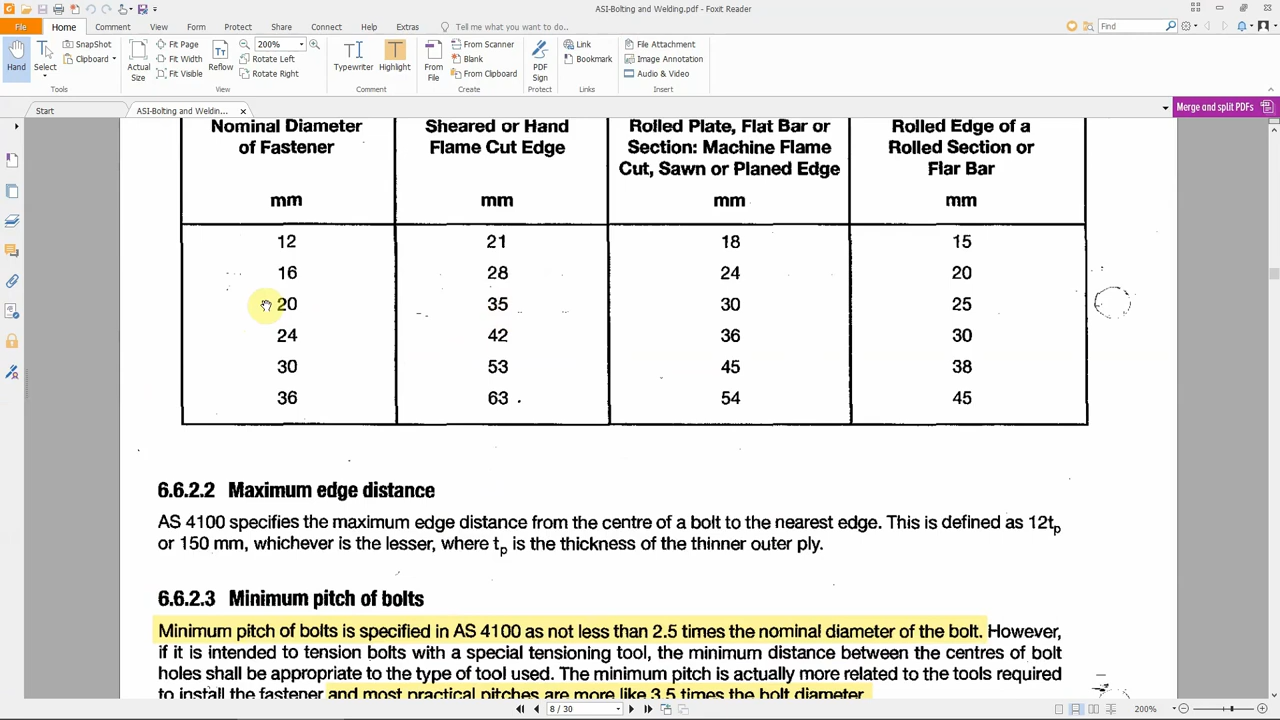 ASI-Bolting and Welding.pdf - Foxit Reader
File Home Comment View Form Protect Share Connect Help Extras Tell me what you want to do... Find
Hand
Select
SnapShot
Clipboard
Tools
Actual Size
Fit Page
Fit Width
Fit Visible
Reflow
200%
Rotate Left
Rotate Right
View
Typewriter
Highlight
Comment
From File
From Scanner
Blank
From Clipboard
Create
PDF Sign
Protect
Link
Bookmark
Links
File Attachment
Image Annotation
Audio & Video
Insert
Start
ASI-Bolting and Weldin...
Merge and split PDFs
Nominal Diameter of Fastener
mm
Sheared or Hand Flame Cut Edge
mm
Rolled Plate, Flat Bar or Section: Machine Flame Cut, Sawn or Planed Edge
mm
Rolled Edge of a Rolled Section or Flar Bar
mm
12 21 18 15
16 28 24 20
20 35 30 25
24 42 36 30
30 53 45 38
36 63 54 45
6.6.2.2 Maximum edge distance
AS 4100 specifies the maximum edge distance from the centre of a bolt to the nearest edge. This is defined as 12tp
or 150 mm, whichever is the lesser, where tp is the thickness of the thinner outer ply.
6.6.2.3 Minimum pitch of bolts
Minimum pitch of bolts is specified in AS 4100 as not less than 2.5 times the nominal diameter of the bolt. However,
if it is intended to tension bolts with a special tensioning tool, the minimum distance between the centres of bolt
holes shall be appropriate to the type of tool used. The minimum pitch is actually more related to the tools required
to install the fastener and most practical pitches are more like 3.5 times the bolt diameter.
8 / 30
200%